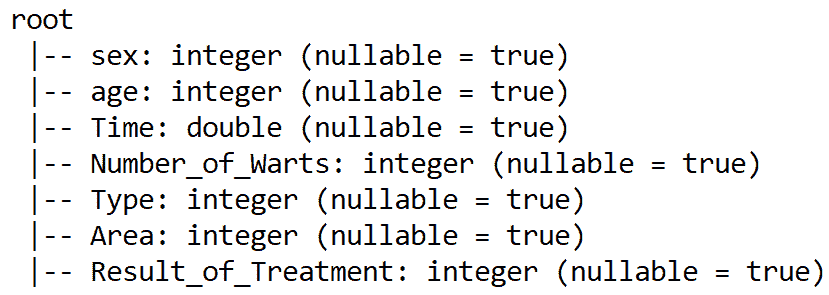 root
 |-- sex: integer (nullable = true)
 |-- age: integer (nullable = true)
 |-- Time: double (nullable = true)
 |-- Number_of_Warts: integer (nullable = true)
 |-- Type: integer (nullable = true)
 |-- Area: integer (nullable = true)
 |-- Result_of_Treatment: integer (nullable = true)